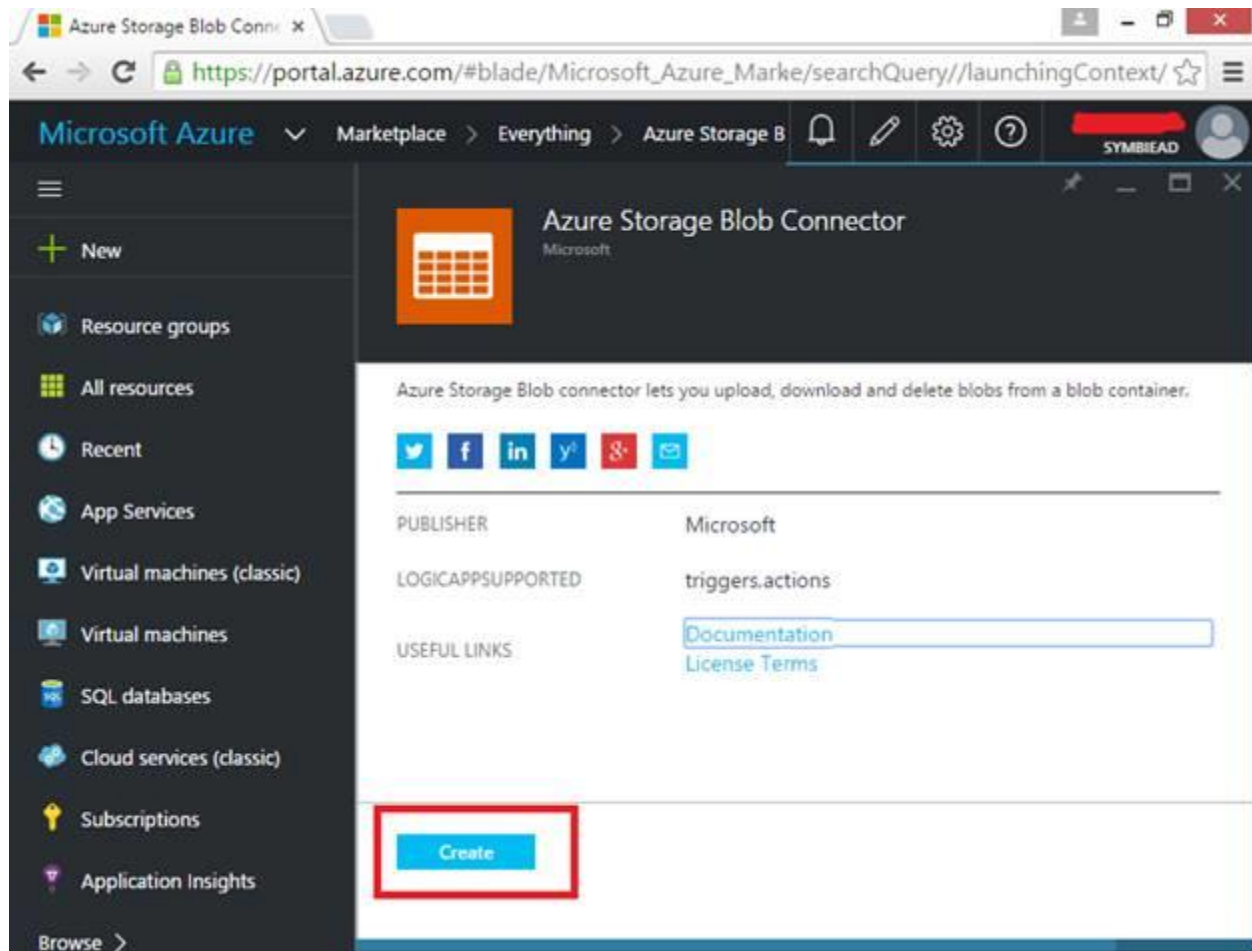 Azure Storage Blob Conne
https://portal.azure.com/#blade/Microsoft_Azure_Marke/searchQuery//launchingContext/
Microsoft Azure Marketplace > Everything > Azure Storage B
SYMBIEAD
New
Resource groups
All resources
Recent
App Services
Virtual machines (classic)
Virtual machines
SQL databases
Cloud services (classic)
Subscriptions
Application Insights
Browse >
Azure Storage Blob Connector
Microsoft
Azure Storage Blob connector lets you upload, download and delete blobs from a blob container.
PUBLISHER Microsoft
LOGICAPPSUPPORTED triggers.actions
USEFUL LINKS
Documentation
License Terms
Create